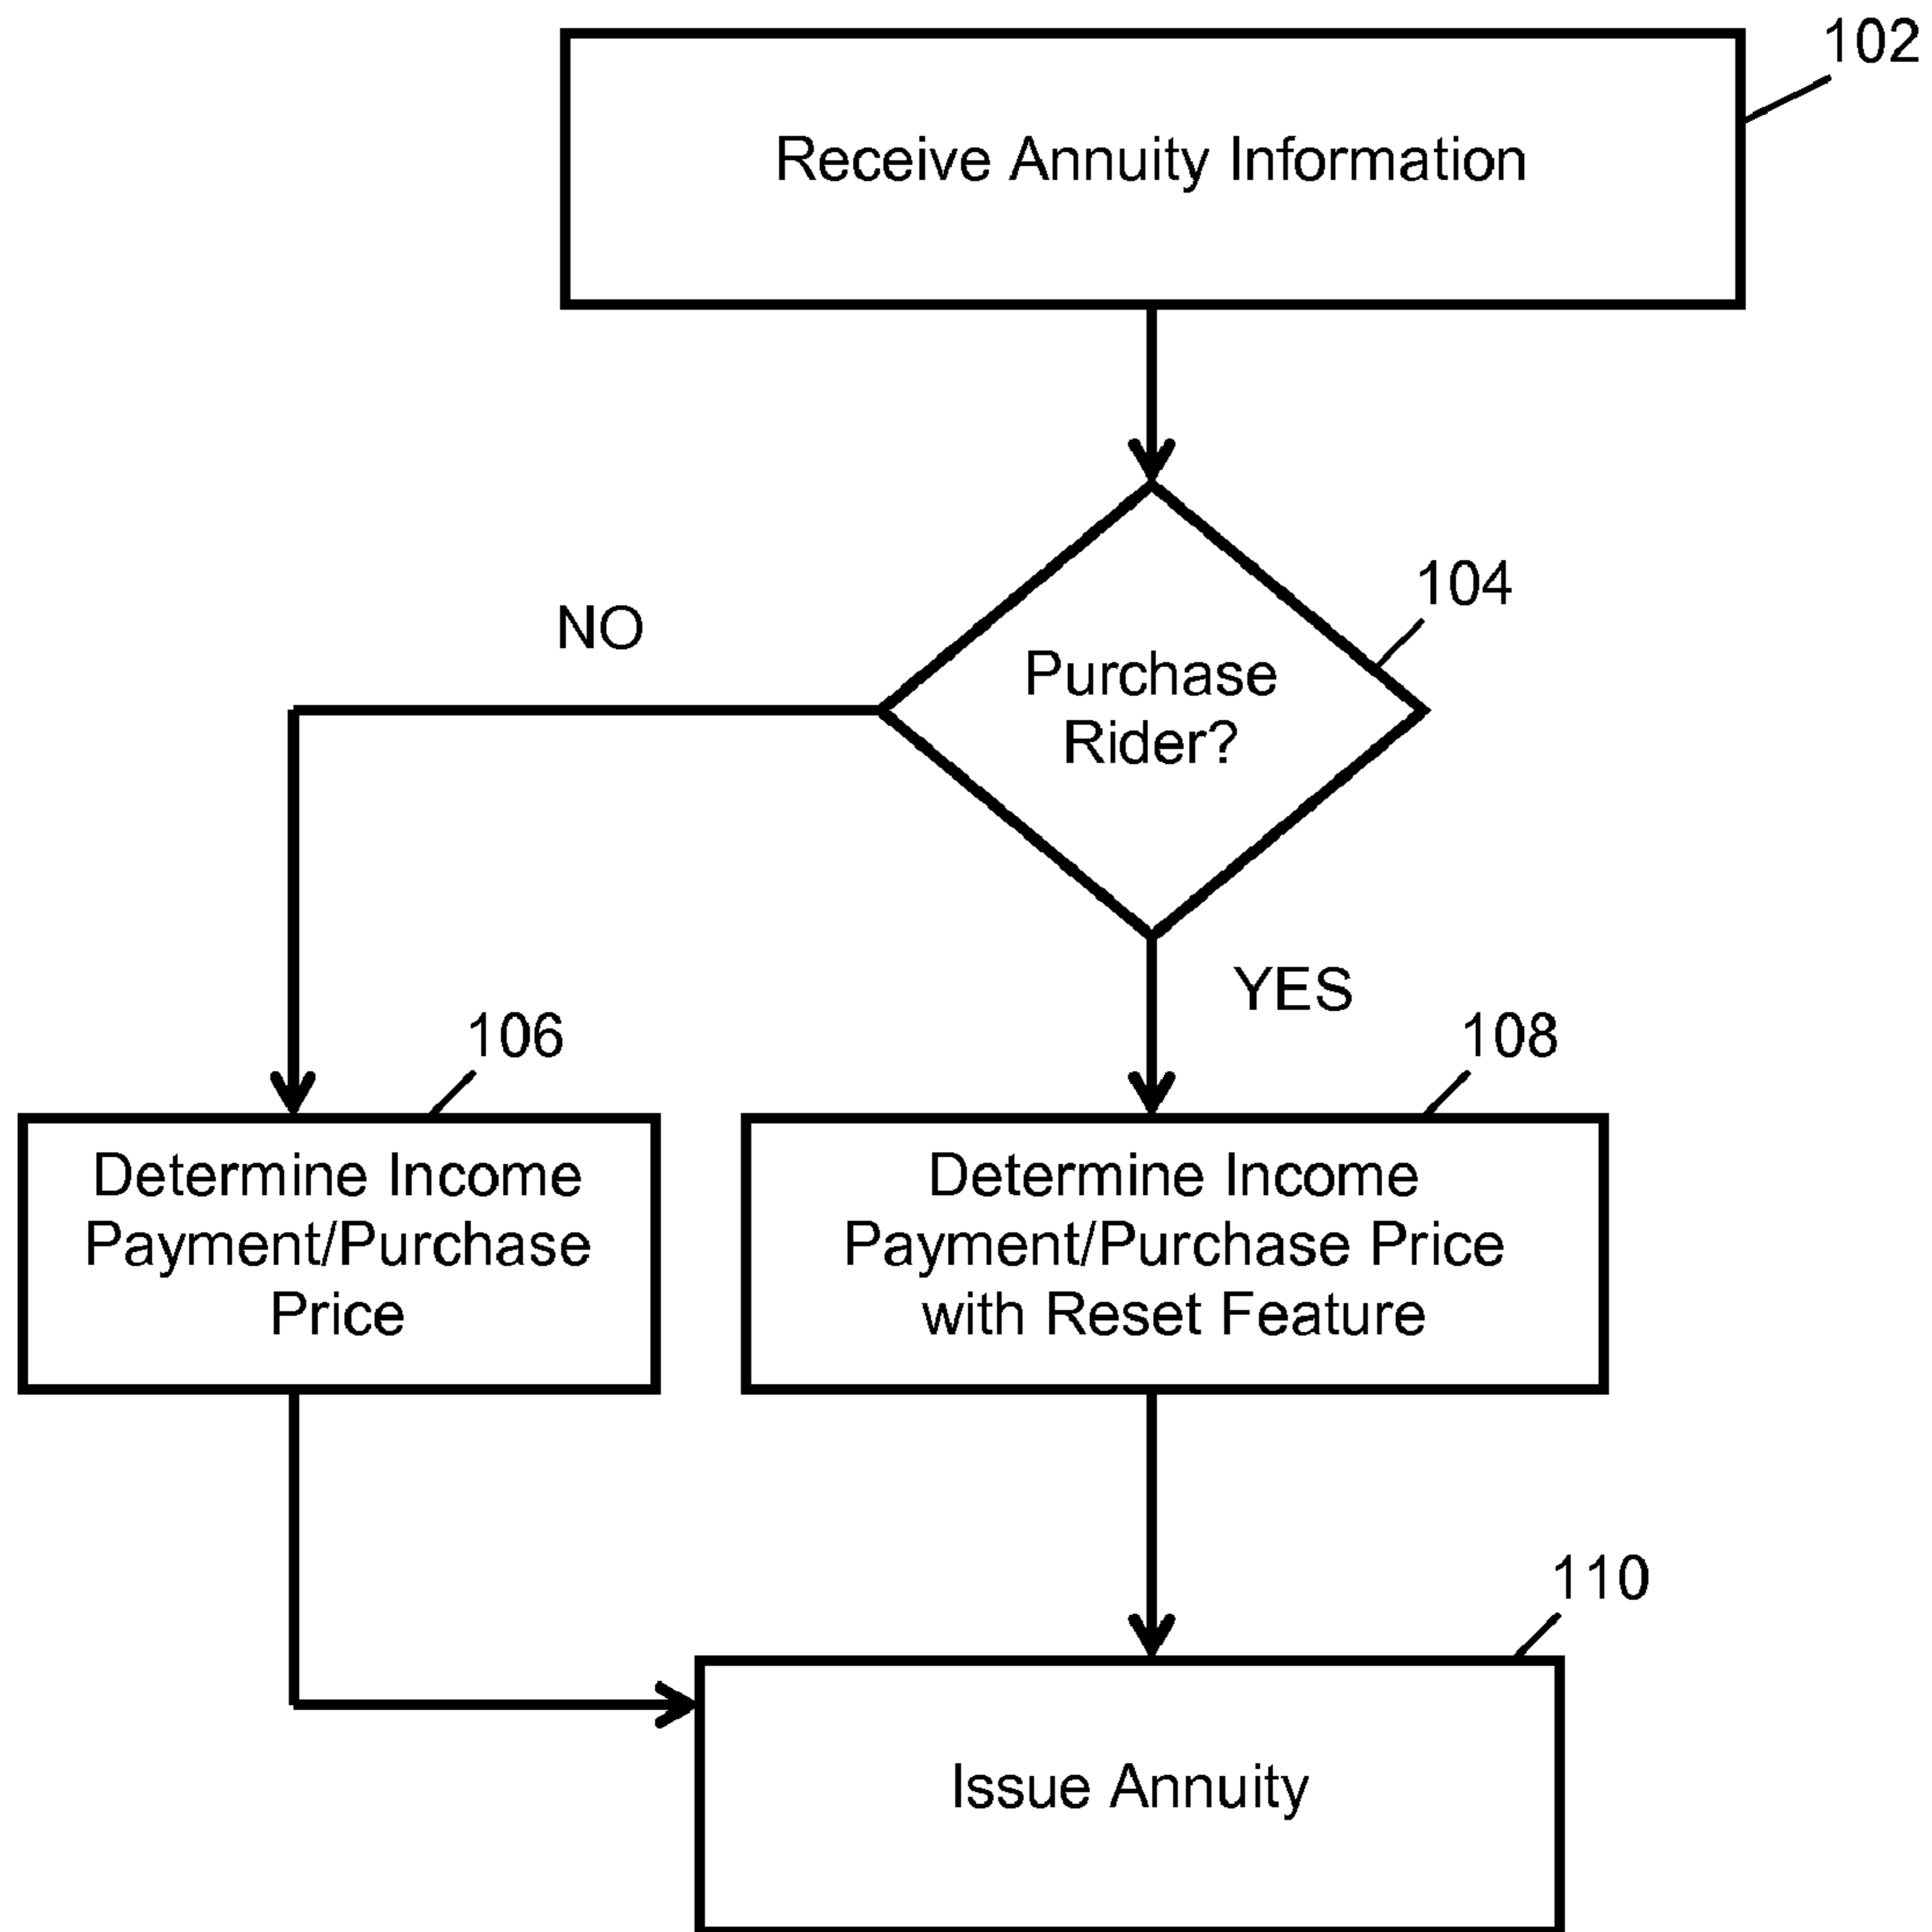 102
Receive Annuity Information
104
NO
Purchase
Rider?
YES
106
108
Determine Income
Payment/Purchase
Price
Determine Income
Payment/Purchase Price
with Reset Feature
110
Issue Annuity